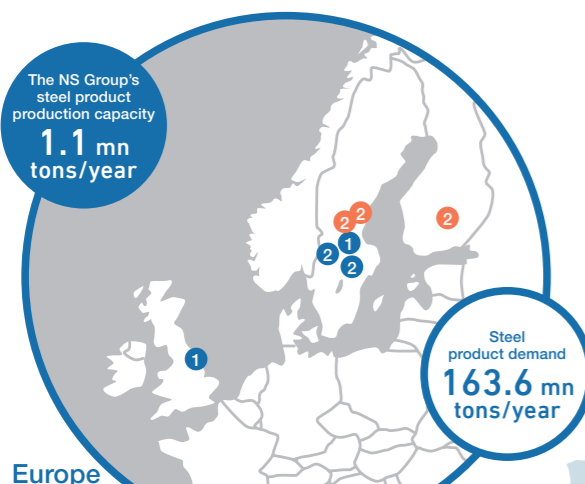 The NS Group's
steel product
production capacity
1.1 mn
tons/year
2
2
2
1
2
2
1
Steel
product demand
163.6 mn
tons/year
Europe